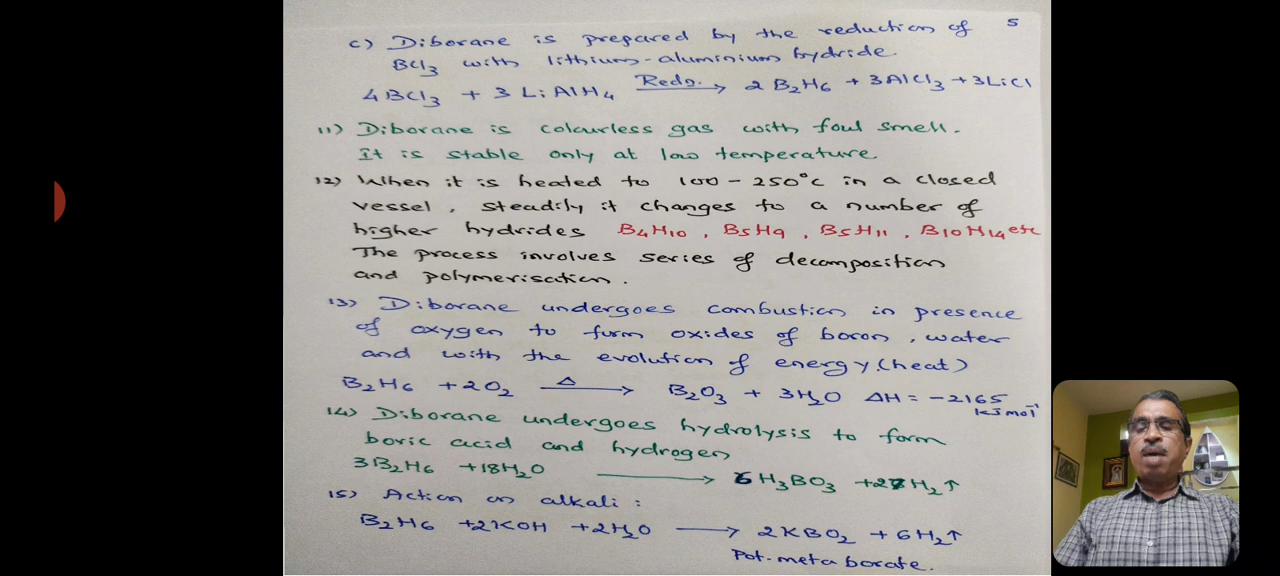 5
c) Diborane is prepared by the reduction of
BCl3 with lithium-aluminium hydride.
4BCl3 + 3LiAlH4 Redn. → 2B2H6 + 3AlCl3 + 3LiCl
11) Diborane is colourless gas with foul smell.
It is stable only at low temperature.
12) When it is heated to 100 - 250°C in a closed
vessel, steadily it changes to a number of
higher hydrides B4H10, B5H9, B5H11, B10H14 etc
The process involves series of decomposition
and polymerisation.
13) Diborane undergoes combustion in presence
of oxygen to form oxides of boron, water
and with the evolution of energy (heat)
B2H6 + 2O2 Δ → B2O3 + 3H2O ΔH = -2165
kJ mol⁻¹
14) Diborane undergoes hydrolysis to form
boric acid and hydrogen
3B2H6 + 18H2O → 6H3BO3 + H2↑
15) Action on alkali :
B2H6 + 2KOH + 2H2O → 2KBO2 + 6H2↑
Pot. meta borate.